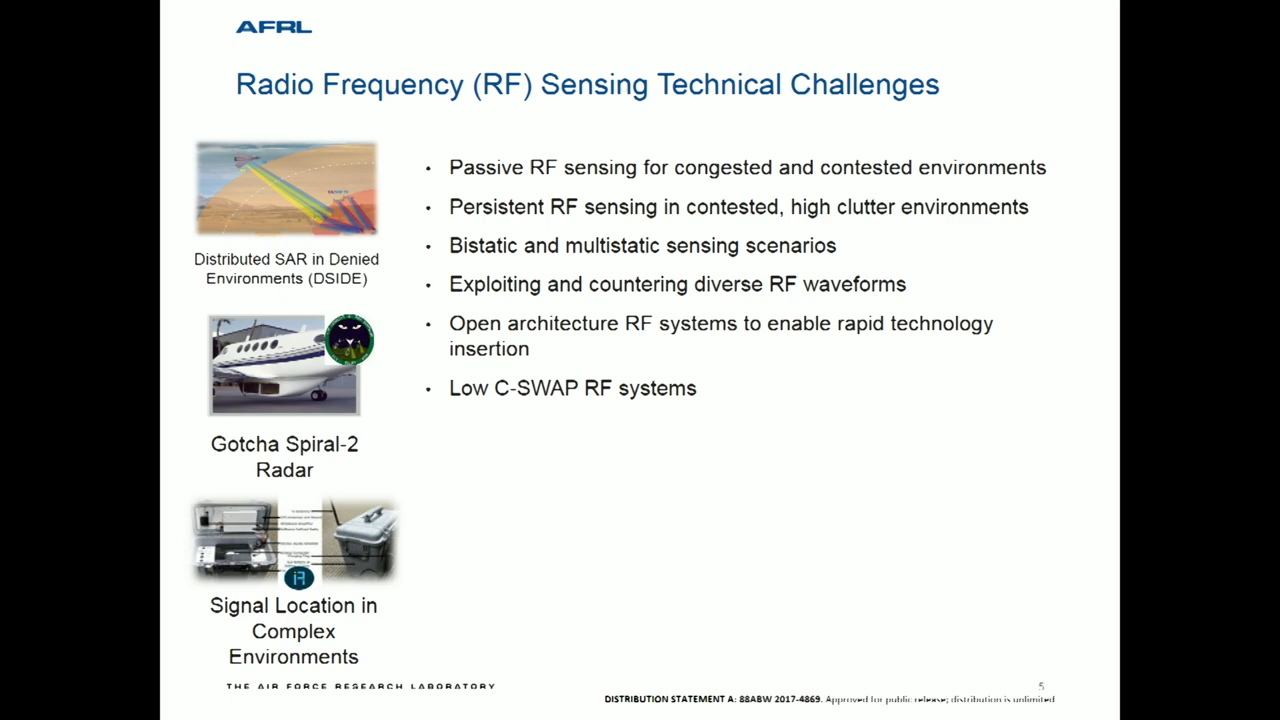 AFRL
Radio Frequency (RF) Sensing Technical Challenges
Distributed SAR in Denied
Environments (DSIDE)
Gotcha Spiral-2
Radar
Signal Location in
Complex
Environments
• Passive RF sensing for congested and contested environments
• Persistent RF sensing in contested, high clutter environments
• Bistatic and multistatic sensing scenarios
• Exploiting and countering diverse RF waveforms
• Open architecture RF systems to enable rapid technology
insertion
• Low C-SWAP RF systems
THE AIR FORCE RESEARCH LABORATORY
5
DISTRIBUTION STATEMENT A: 88ABW 2017-4869. Approved for public release; distribution is unlimited